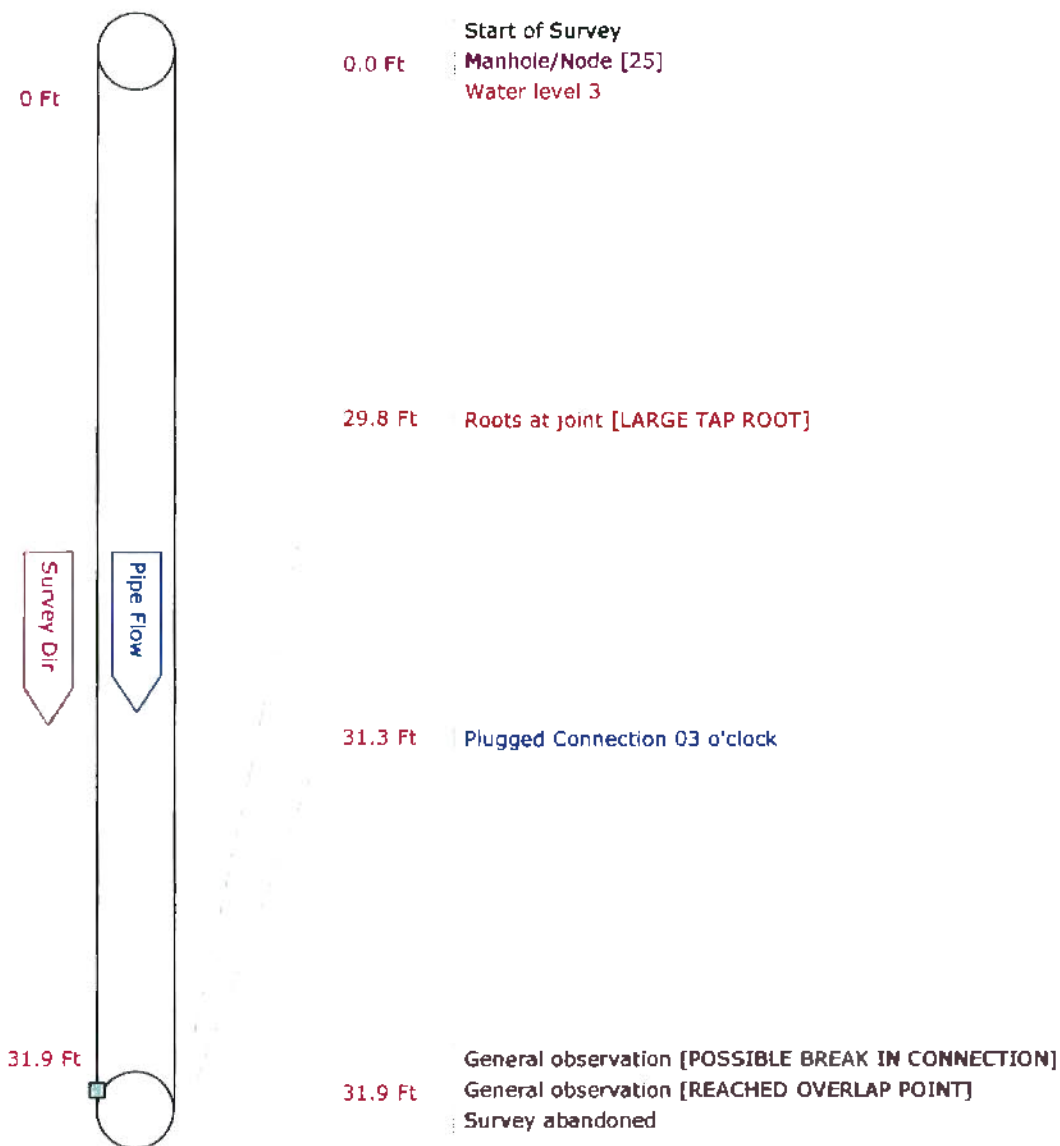 Start of Survey
0.0 Ft Manhole/Node [25]
0 Ft
Water level 3
29.8 Ft Roots at joint [LARGE TAP ROOT]
Survey Dir
Pipe Flow
31.3 Ft Plugged Connection 03 o'clock
31.9 Ft
General observation [POSSIBLE BREAK IN CONNECTION]
31.9 Ft General observation [REACHED OVERLAP POINT]
Survey abandoned